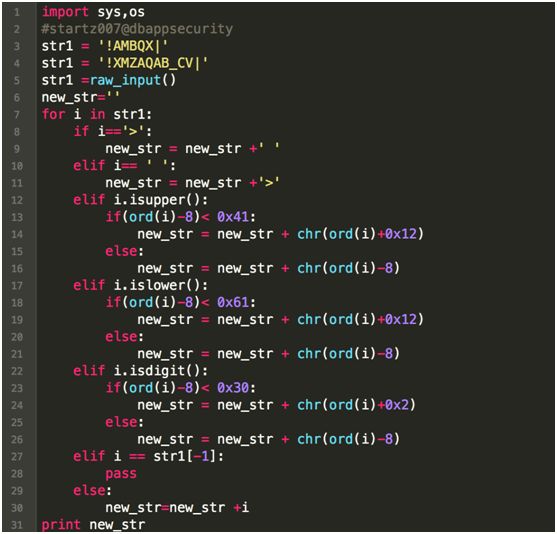 1 import sys,os
2 #startz007@dbappsecurity
3 str1 = '!AMBQX|'
4 str1 = '!XMZAQAB_CV|'
5 str1 =raw_input()
6 new_str=''
7 for i in str1:
8     if i=='>':
9         new_str = new_str +' '
10     elif i== ' ':
11         new_str = new_str +'>'
12     elif i.isupper():
13         if(ord(i)-8)< 0x41:
14             new_str = new_str + chr(ord(i)+0x12)
15         else:
16             new_str = new_str + chr(ord(i)-8)
17     elif i.islower():
18         if(ord(i)-8)< 0x61:
19             new_str = new_str + chr(ord(i)+0x12)
20         else:
21             new_str = new_str + chr(ord(i)-8)
22     elif i.isdigit():
23         if(ord(i)-8)< 0x30:
24             new_str = new_str + chr(ord(i)+0x2)
25         else:
26             new_str = new_str + chr(ord(i)-8)
27     elif i == str1[-1]:
28         pass
29     else:
30         new_str=new_str +i
31 print new_str